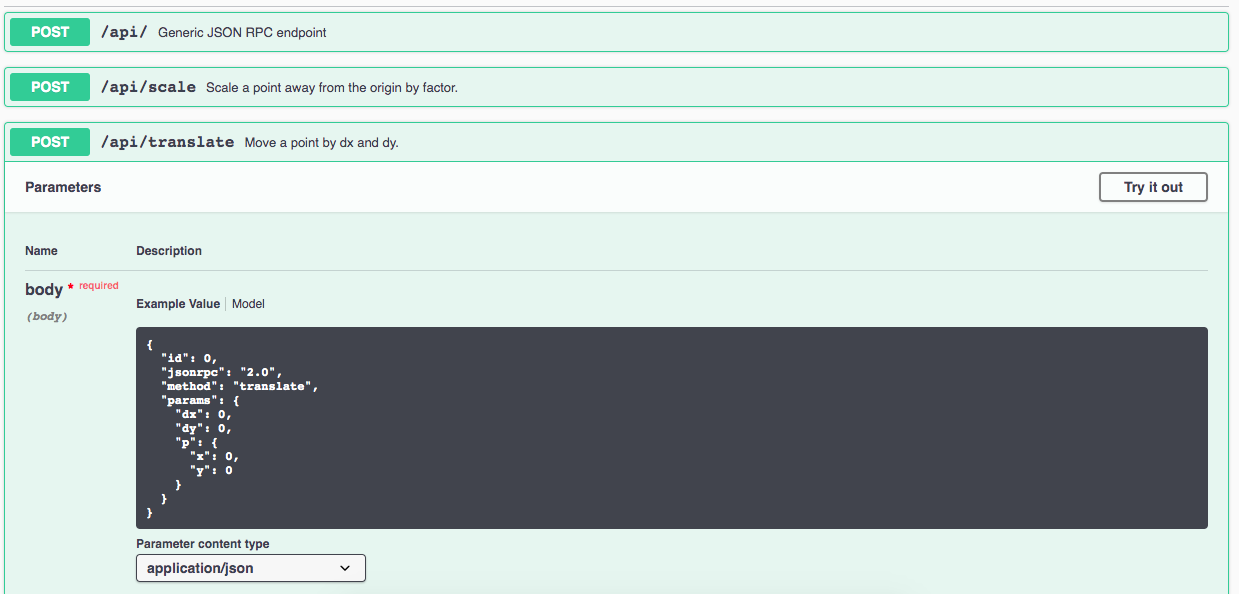 POST /api/ Generic JSON RPC endpoint
POST /api/scale Scale a point away from the origin by factor.
POST /api/translate Move a point by dx and dy.
Parameters Try it out
Name Description
body * required
Example Value Model
(body)
{
"id": 0,
"jsonrpc": "2.0",
"method": "translate",
"params": {
"dx": 0,
"dy": 0,
"p": {
"x": 0,
"y": 0
}
}
}
Parameter content type
application/json